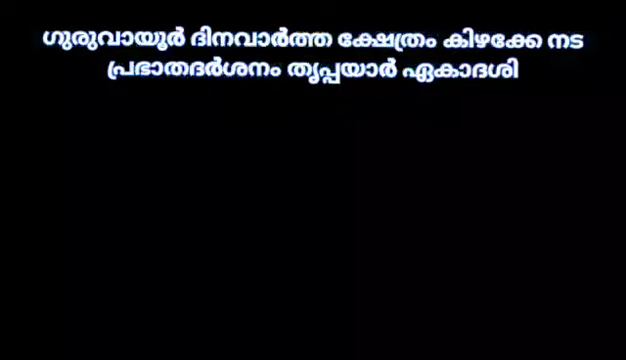 ഗുരുവായൂർ ദിനവാർത്ത ക്ഷേത്രം കിഴക്കേ നട
പ്രഭാതദർശനം തൃപ്പയാർ ഏകാദശി